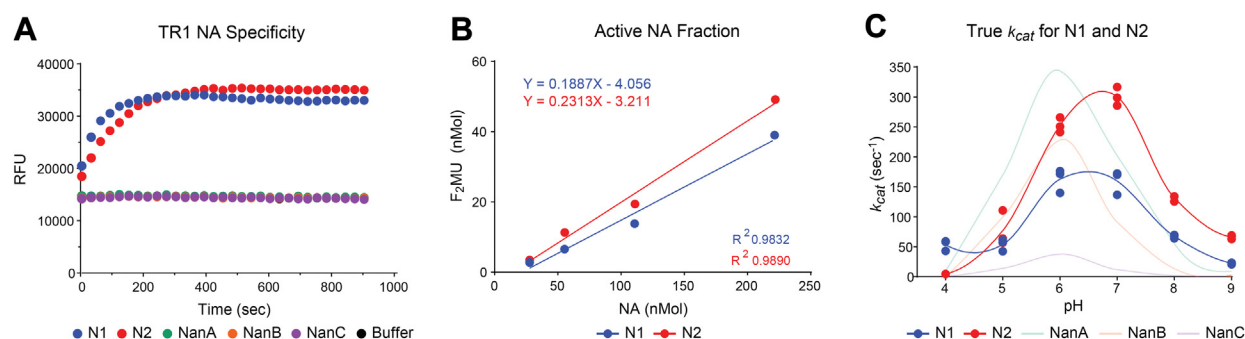 A
TR1 NA Specificity
40000
30000
20000
10000
0
RFU
0
200
400
600
800
1000
Time (sec)
N1
N2
NanA
NanB
NanC
Buffer
B
Active NA Fraction
60
40
20
0
F₂MU (nMol)
Y = 0.1887X - 4.056
Y = 0.2313X - 3.211
R² 0.9832
R² 0.9890
0
50
100
150
200
250
NA (nMol)
N1
N2
C
True kcat for N1 and N2
350
300
250
200
150
100
50
0
kcat (sec⁻¹)
4
5
6
7
8
9
pH
N1
N2
NanA
NanB
NanC